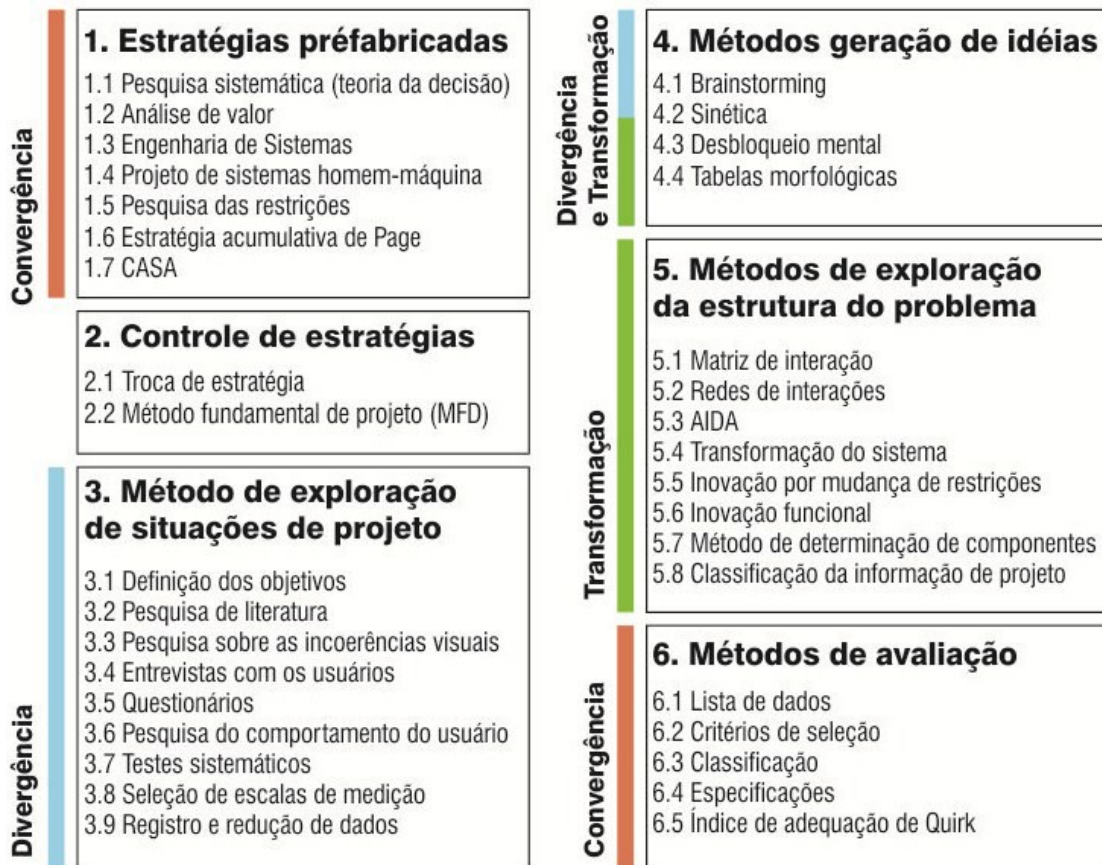 Convergência
1. Estratégias préfabricadas
1.1 Pesquisa sistemática (teoria da decisão)
1.2 Análise de valor
1.3 Engenharia de Sistemas
1.4 Projeto de sistemas homem-máquina
1.5 Pesquisa das restrições
1.6 Estratégia acumulativa de Page
1.7 CASA
2. Controle de estratégias
2.1 Troca de estratégia
2.2 Método fundamental de projeto (MFD)
Divergência
3. Método de exploração
de situações de projeto
3.1 Definição dos objetivos
3.2 Pesquisa de literatura
3.3 Pesquisa sobre as incoerências visuais
3.4 Entrevistas com os usuários
3.5 Questionários
3.6 Pesquisa do comportamento do usuário
3.7 Testes sistemáticos
3.8 Seleção de escalas de medição
3.9 Registro e redução de dados
Divergência
e Transformação
4. Métodos geração de idéias
4.1 Brainstorming
4.2 Sinética
4.3 Desbloqueio mental
4.4 Tabelas morfológicas
Transformação
5. Métodos de exploração
da estrutura do problema
5.1 Matriz de interação
5.2 Redes de interações
5.3 AIDA
5.4 Transformação do sistema
5.5 Inovação por mudança de restrições
5.6 Inovação funcional
5.7 Método de determinação de componentes
5.8 Classificação da informação de projeto
Convergência
6. Métodos de avaliação
6.1 Lista de dados
6.2 Critérios de seleção
6.3 Classificação
6.4 Especificações
6.5 Índice de adequação de Quirk